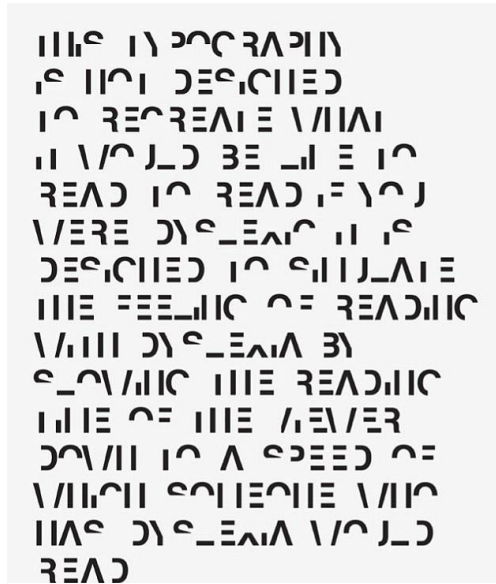 THIS TYPOGRAPHY
IS NOT DESIGNED
TO RECREATE WHAT
IT WOULD BE LIKE TO
READ TO READ IF YOU
WERE DYSLEXIC IT IS
DESIGNED TO SIMULATE
THE FEELING OF READING
WITH DYSLEXIA BY
SLOWING THE READING
TIME OF THE VIEWER
DOWN TO A SPEED OF
WHICH SOMEONE WHO
HAS DYSLEXIA WOULD
READ